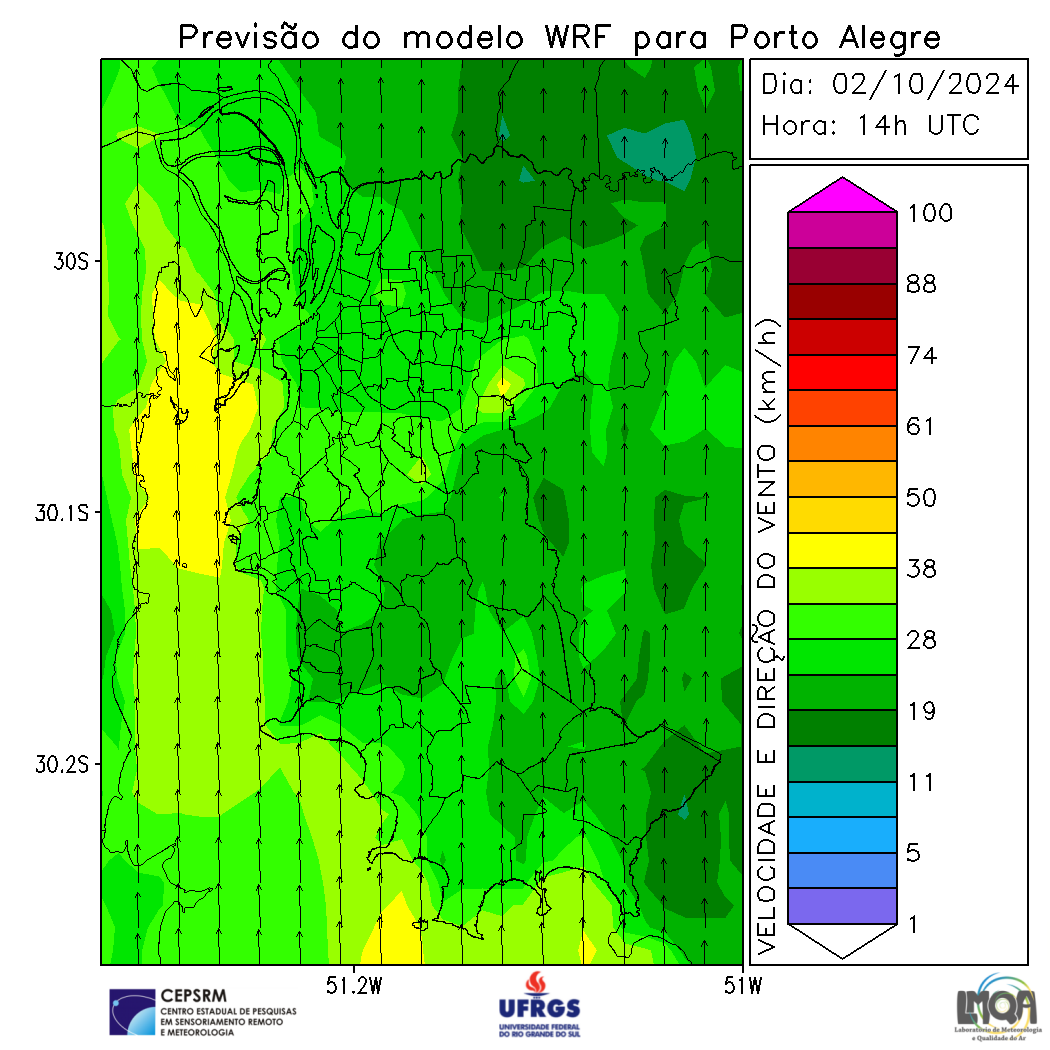 Previsão do modelo WRF para Porto Alegre
Dia: 02/10/2024
Hora: 14h UTC
30S
30.1S
30.2S
51.2W
51W
VELOCIDADE E DIREÇÃO DO VENTO (km/h)
100
88
74
61
50
38
28
19
11
5
1
CEPSRM
CENTRO ESTADUAL DE PESQUISAS
EM SENSORIAMENTO REMOTO
E METEOROLOGIA
UFRGS
UNIVERSIDADE FEDERAL
DO RIO GRANDE DO SUL
LMQA
Laboratório de Meteorologia
e Qualidade do Ar